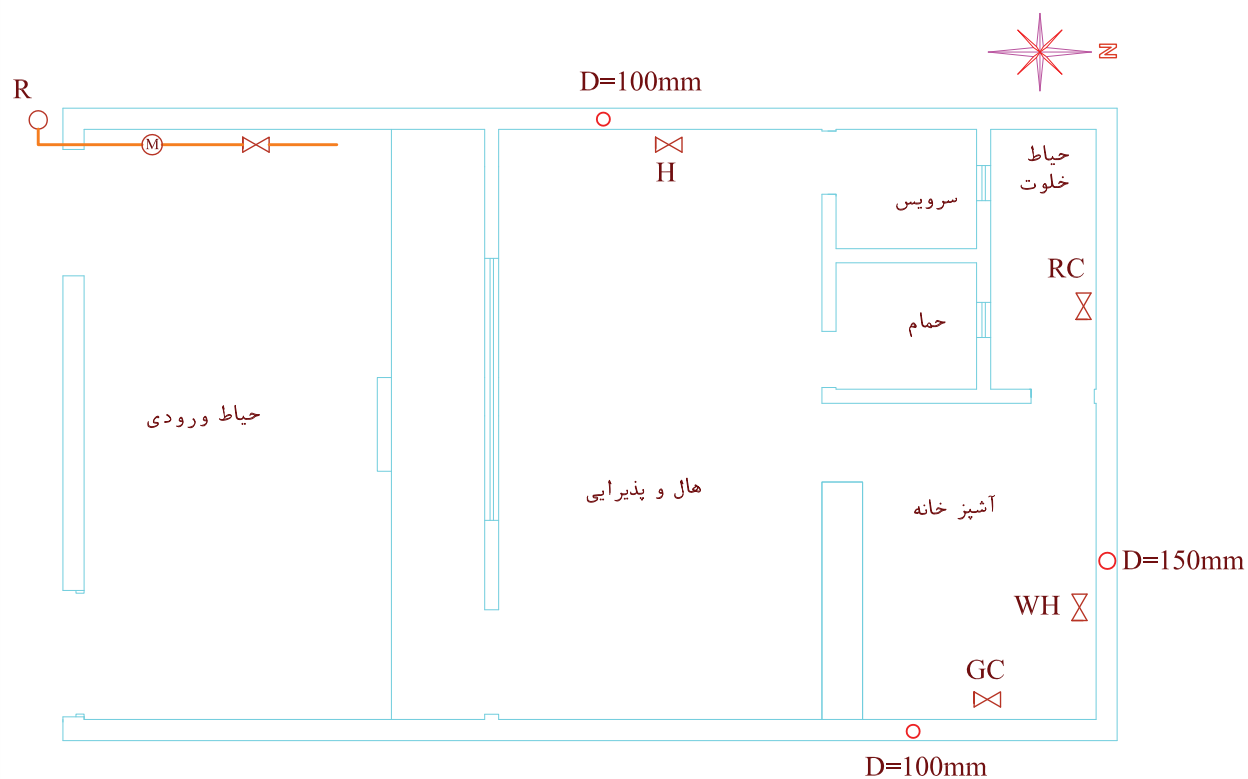 N
D=100mm
R
M
H
حیاط
خلوت
سرویس
RC
حمام
حیاط ورودی
هال و پذیرایی
آشپز خانه
D=150mm
WH
GC
D=100mm